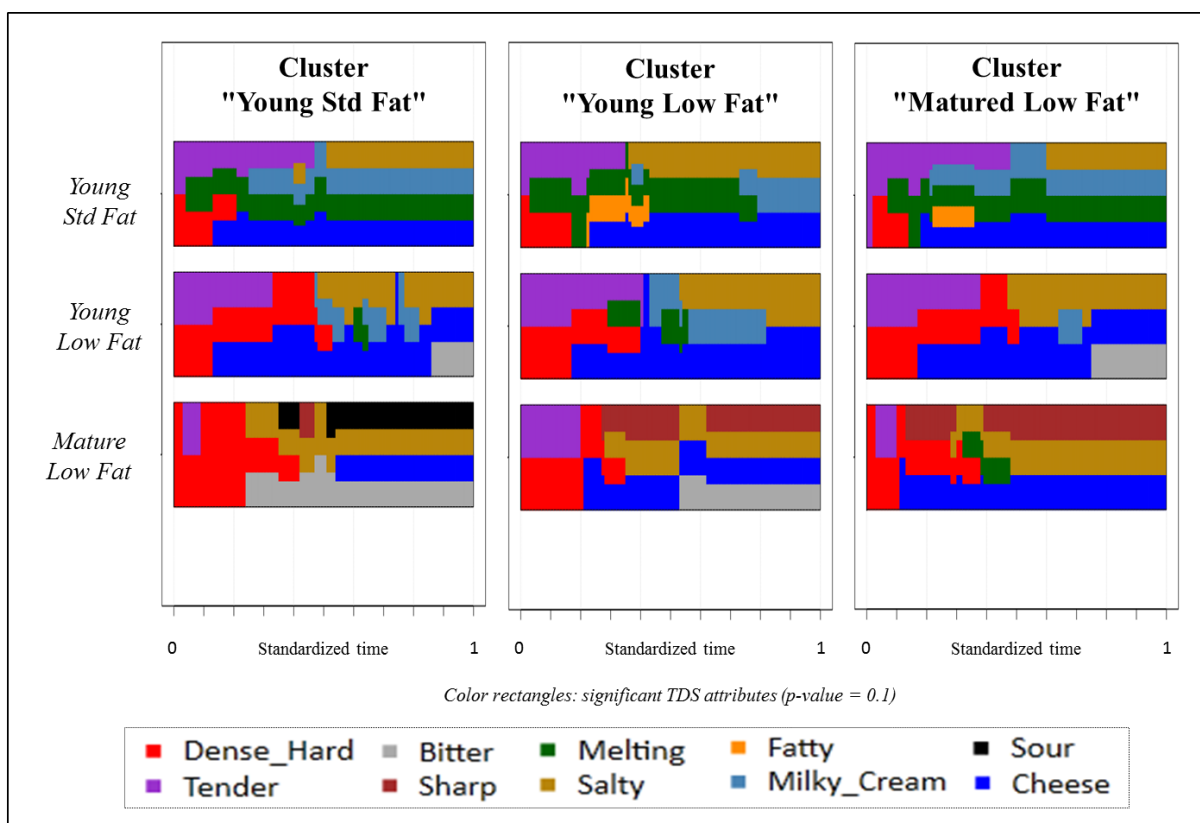 Cluster
"Young Std Fat"
Cluster
"Young Low Fat"
Cluster
"Matured Low Fat"
Young
Std Fat
Young
Low Fat
Mature
Low Fat
0 Standardized time 1
0 Standardized time 1
0 Standardized time 1
Color rectangles: significant TDS attributes (p-value = 0.1)
Dense_Hard Bitter Melting Fatty Sour
Tender Sharp Salty Milky_Cream Cheese